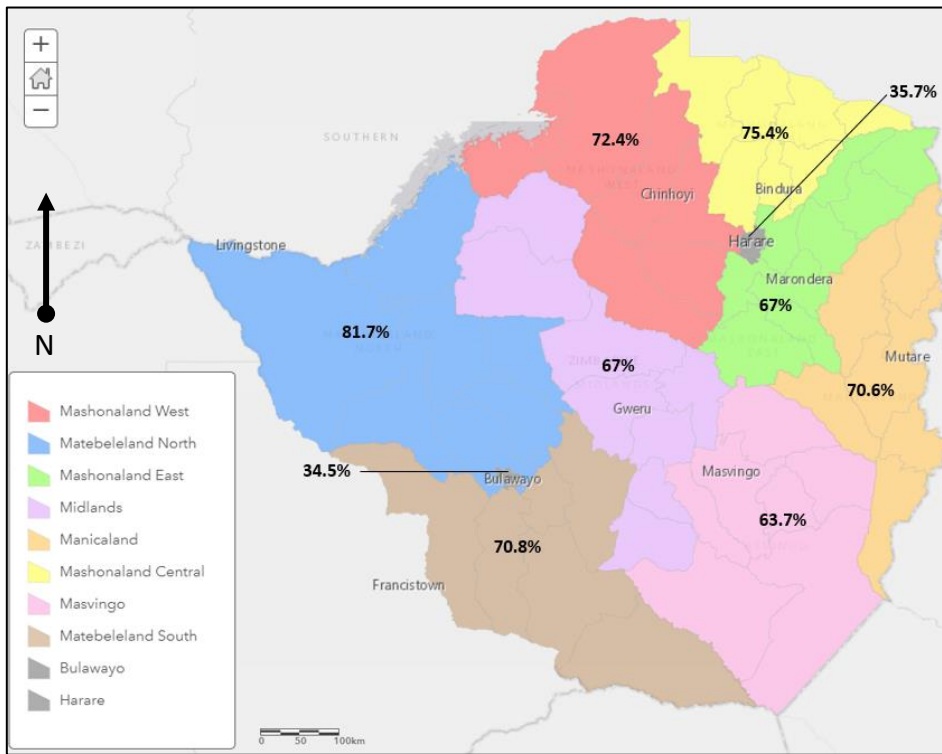 +
−
35.7%
SOUTHERN
72.4%
75.4%
Chinhoyi
Bindura
ZAMBEZI
Livingstone
Harare
Marondera
N
81.7%
67%
67%
Mutare
70.6%
Gweru
34.5%
Bulawayo
Masvingo
63.7%
70.8%
Francistown
Mashonaland West
Matebeleland North
Mashonaland East
Midlands
Manicaland
Mashonaland Central
Masvingo
Matebeleland South
Bulawayo
Harare
0 50 100km